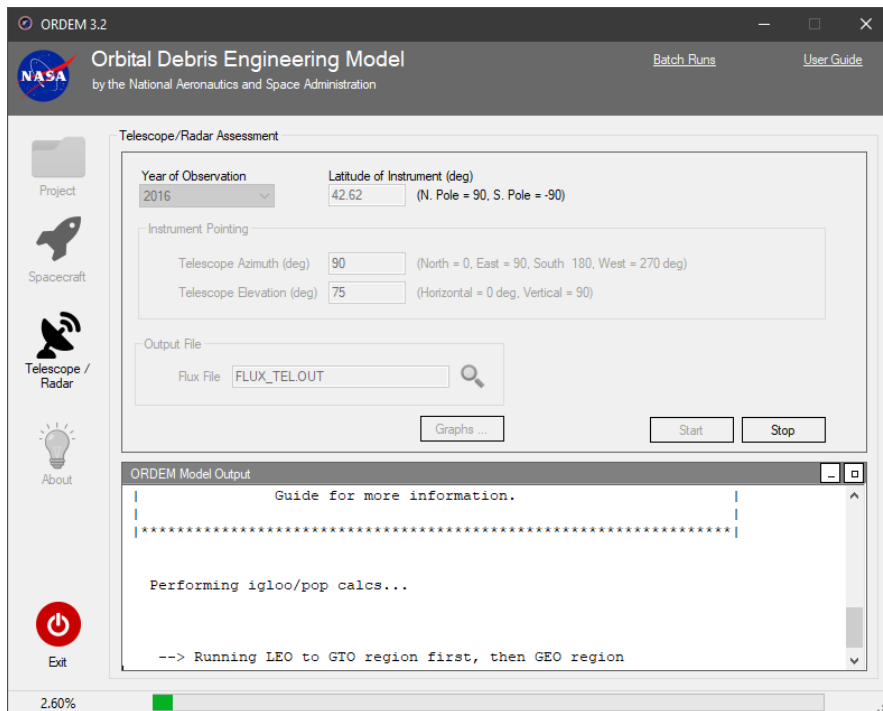 ORDEM 3.2
NASA
Orbital Debris Engineering Model
by the National Aeronautics and Space Administration
Batch Runs
User Guide
Project
Spacecraft
Telescope /
Radar
About
Exit
Telescope/Radar Assessment
Year of Observation
2016
Latitude of Instrument (deg)
42.62 (N. Pole = 90, S. Pole = -90)
Instrument Pointing
Telescope Azimuth (deg) 90 (North = 0, East = 90, South  180, West = 270 deg)
Telescope Elevation (deg) 75 (Horizontal = 0 deg, Vertical = 90)
Output File
Flux File FLUX_TEL.OUT
Graphs ...
Start
Stop
ORDEM Model Output
| Guide for more information. |
| |
|******************************************************************|
Performing igloo/pop calcs...
--> Running LEO to GTO region first, then GEO region
2.60%